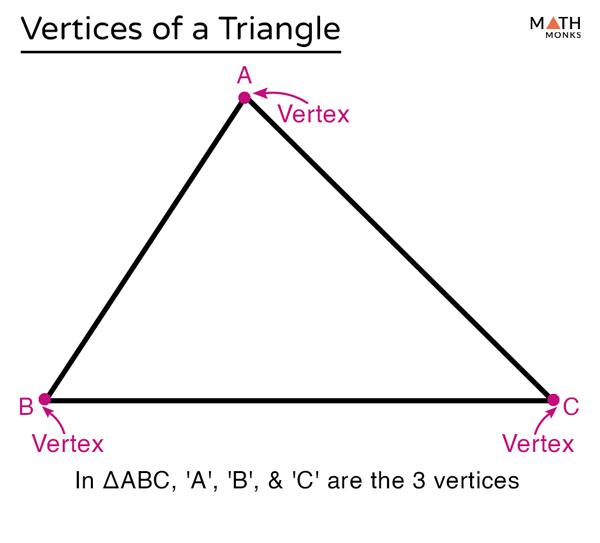 Vertices of a Triangle
MATH
MONKS
A
Vertex
B
C
Vertex
Vertex
In ΔABC, 'A', 'B', & 'C' are the 3 vertices